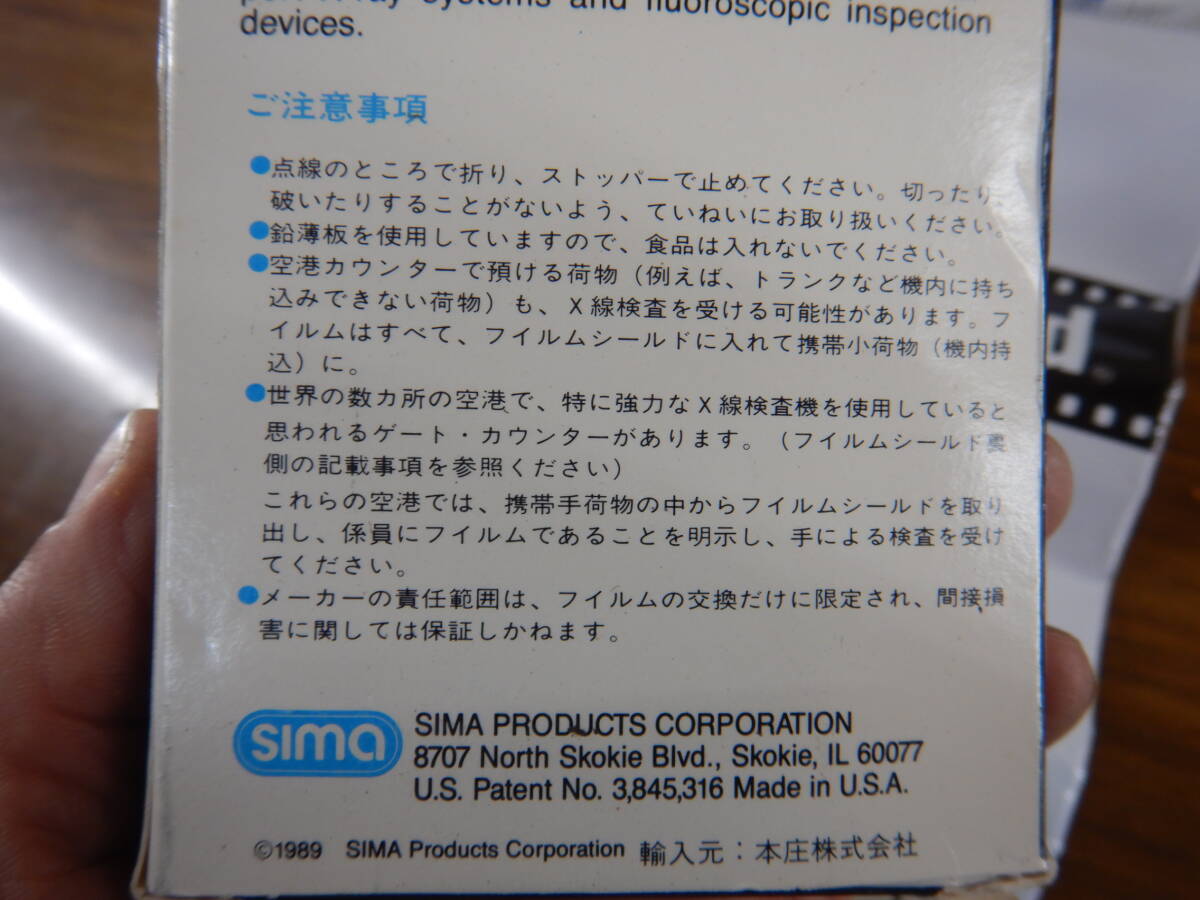 systems and fluoroscopic inspection
devices.
ご注意事項
●点線のところで折り、ストッパーで止めてください。切ったり、
破いたりすることがないよう、ていねいにお取り扱いください。
●鉛薄板を使用していますので、食品は入れないでください。
●空港カウンターで預ける荷物（例えば、トランクなど機内に持ち
込みできない荷物）も、X線検査を受ける可能性があります。フ
イルムはすべて、フイルムシールドに入れて携帯小荷物（機内持
込）に。
●世界の数カ所の空港で、特に強力なX線検査機を使用していると
思われるゲート・カウンターがあります。（フイルムシールド裏
側の記載事項を参照ください）
これらの空港では、携帯手荷物の中からフイルムシールドを取り
出し、係員にフイルムであることを明示し、手による検査を受け
てください。
●メーカーの責任範囲は、フイルムの交換だけに限定され、間接損
害に関しては保証しかねます。
sima
SIMA PRODUCTS CORPORATION
8707 North Skokie Blvd., Skokie, IL 60077
U.S. Patent No. 3,845,316 Made in U.S.A.
©1989 SIMA Products Corporation 輸入元：本庄株式会社